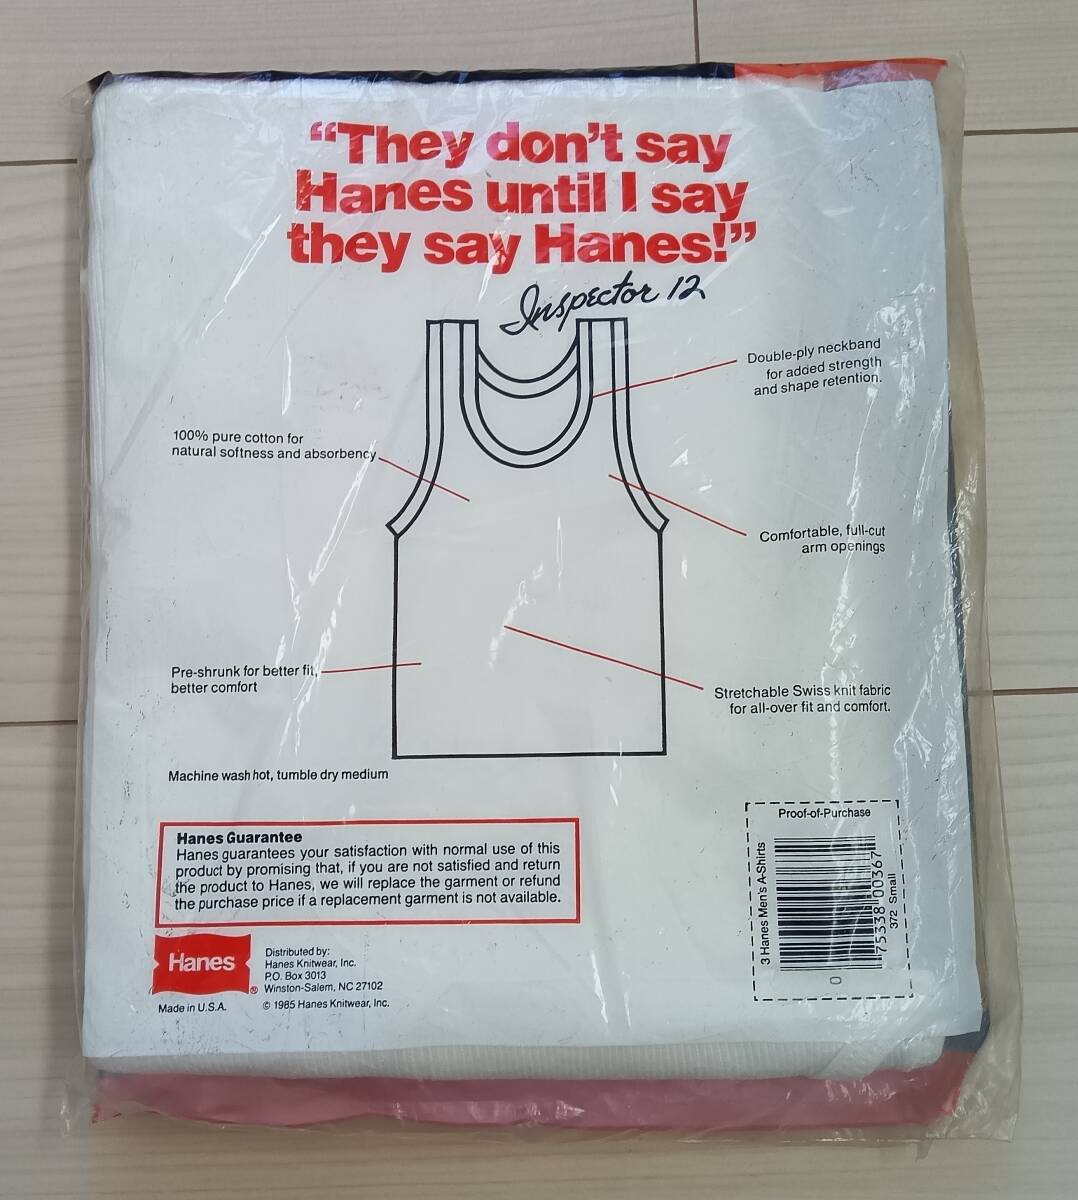 “They don’t say
Hanes until I say
they say Hanes!”
Inspector 12
Double-ply neckband
for added strength
and shape retention.
100% pure cotton for
natural softness and absorbency
Comfortable, full-cut
arm openings
Pre-shrunk for better fit,
better comfort
Stretchable Swiss knit fabric
for all-over fit and comfort.
Machine wash hot, tumble dry medium
Hanes Guarantee
Hanes guarantees your satisfaction with normal use of this
product by promising that, if you are not satisfied and return
the product to Hanes, we will replace the garment or refund
the purchase price if a replacement garment is not available.
Hanes ®
Made in U.S.A.
Distributed by:
Hanes Knitwear, Inc.
P.O. Box 3013
Winston-Salem, NC 27102
© 1985 Hanes Knitwear, Inc.
Proof-of-Purchase
3 Hanes Men's A-Shirts
0
75338 00367
372 Small